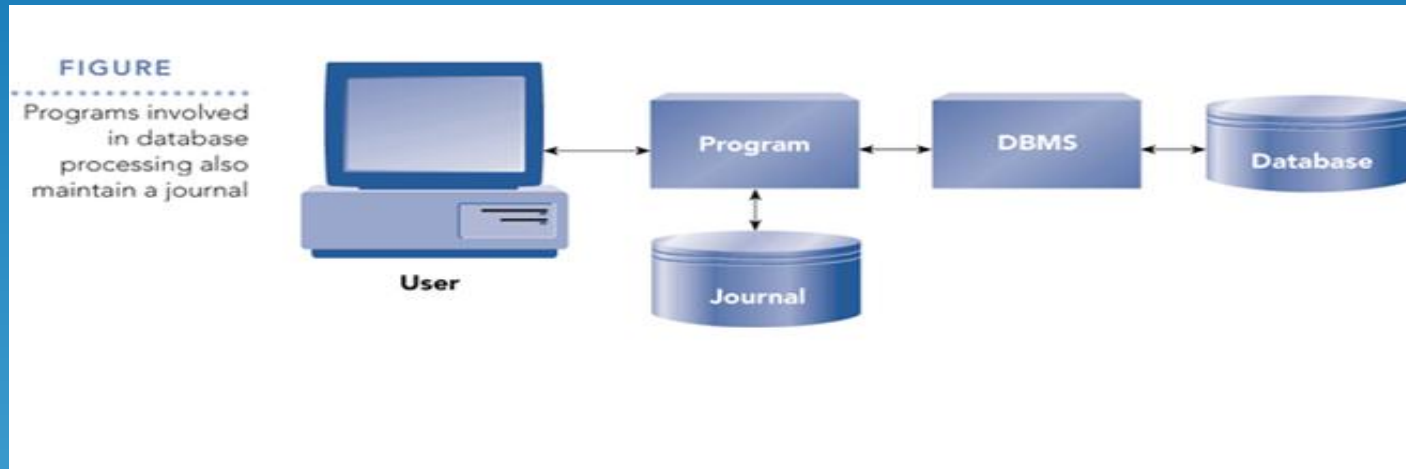 FIGURE
Programs involved
in database
processing also
maintain a journal
User
Program
DBMS
Database
Journal